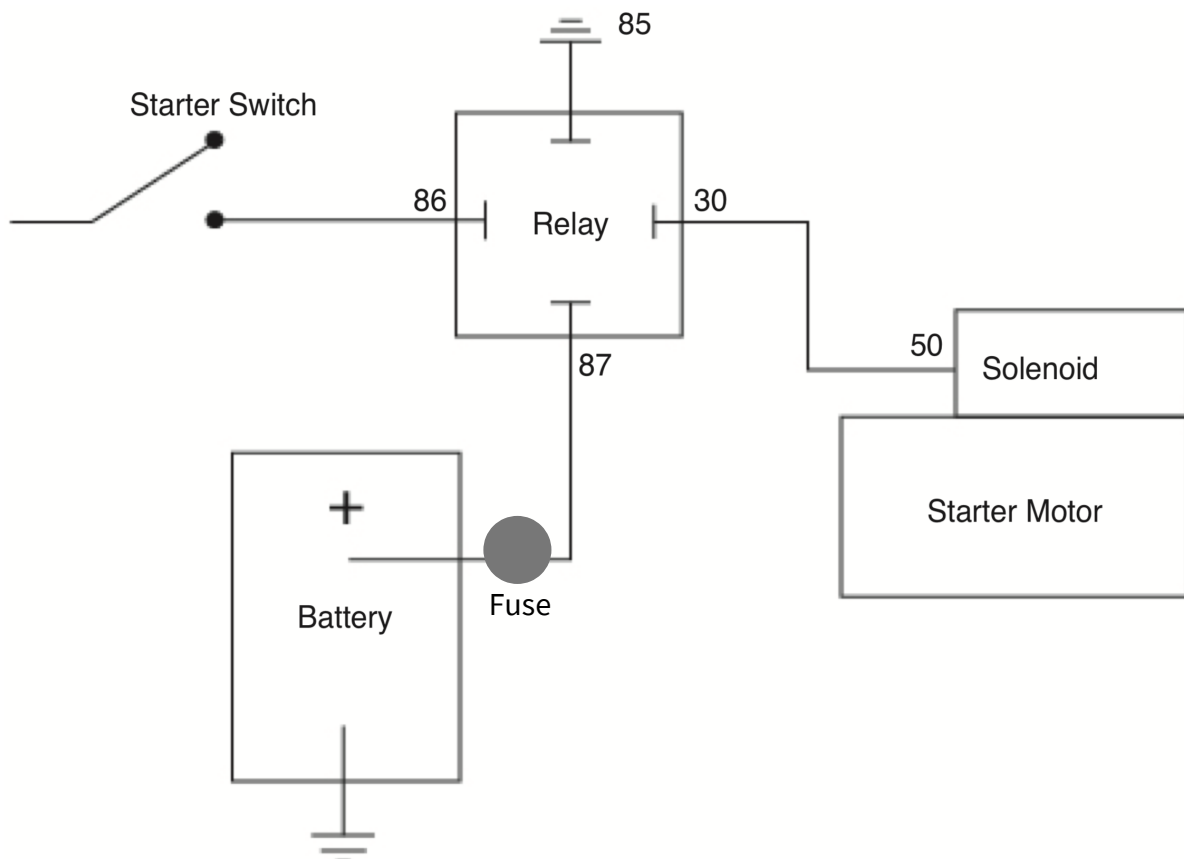 85
Starter Switch
86
30
Relay
87
50
Solenoid
+
Starter Motor
Fuse
Battery